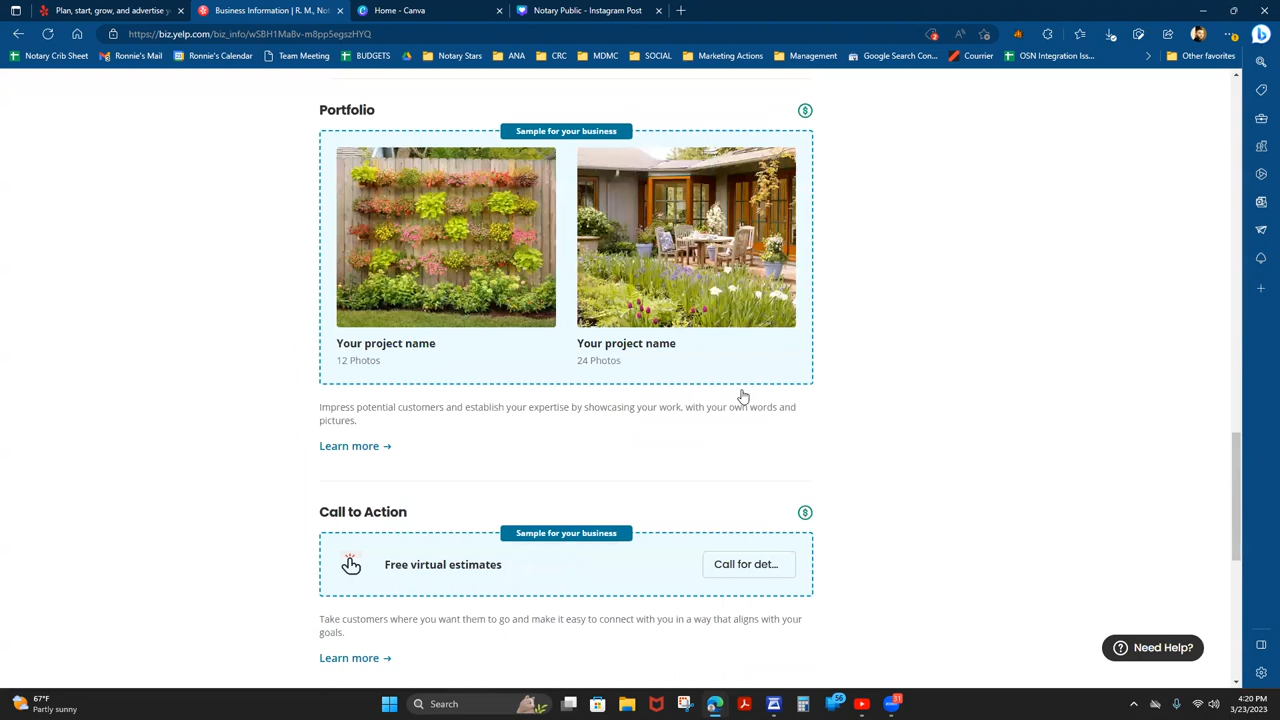 Plan, start, grow, and advertise y
Business Information | R. M., Not
Home - Canva
Notary Public - Instagram Post
https://biz.yelp.com/biz_info/wSBH1MaBv-m8pp5egszHYQ
Notary Crib Sheet
Ronnie's Mail
Ronnie's Calendar
Team Meeting
BUDGETS
Notary Stars
ANA
CRC
MDMC
SOCIAL
Marketing Actions
Management
Google Search Con...
Courrier
OSN Integration Iss...
Other favorites
Portfolio
Sample for your business
Your project name
12 Photos
Your project name
24 Photos
Impress potential customers and establish your expertise by showcasing your work, with your own words and
pictures.
Learn more →
Call to Action
Sample for your business
Free virtual estimates
Call for det...
Take customers where you want them to go and make it easy to connect with you in a way that aligns with your
goals.
Learn more →
Need Help?
67°F
Partly sunny
Search
56
31
4:20 PM
3/23/2023